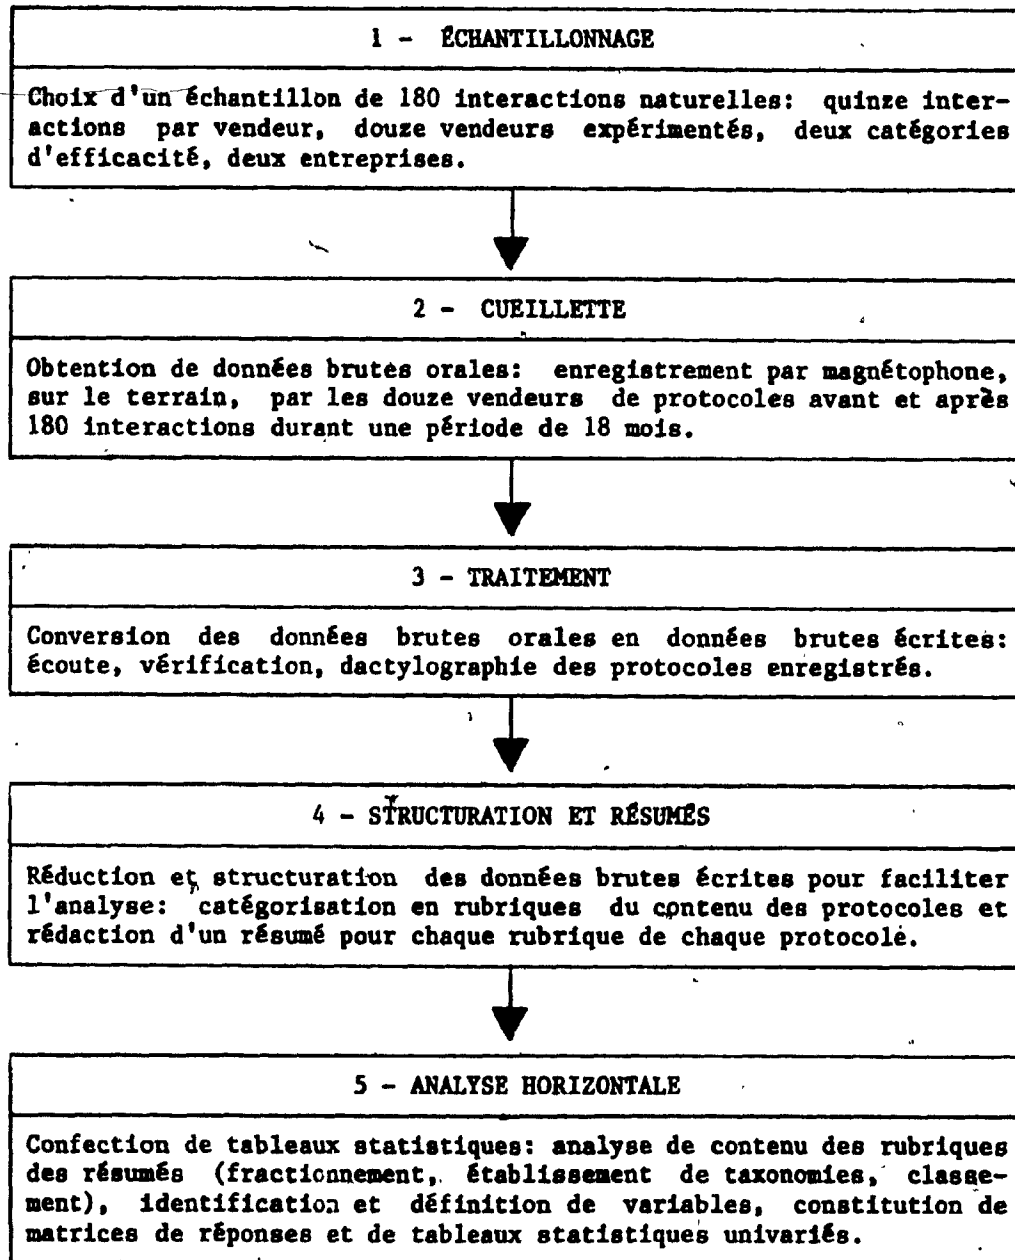 1 - ÉCHANTILLONNAGE
Choix d'un échantillon de 180 interactions naturelles: quinze inter-
actions par vendeur, douze vendeurs expérimentés, deux catégories
d'efficacité, deux entreprises.
2 - CUEILLETTE
Obtention de données brutes orales: enregistrement par magnétophone,
sur le terrain, par les douze vendeurs de protocoles avant et après
180 interactions durant une période de 18 mois.
3 - TRAITEMENT
Conversion des données brutes orales en données brutes écrites:
écoute, vérification, dactylographie des protocoles enregistrés.
4 - STRUCTURATION ET RÉSUMÉS
Réduction et structuration des données brutes écrites pour faciliter
l'analyse: catégorisation en rubriques du contenu des protocoles et
rédaction d'un résumé pour chaque rubrique de chaque protocole.
5 - ANALYSE HORIZONTALE
Confection de tableaux statistiques: analyse de contenu des rubriques
des résumés (fractionnement, établissement de taxonomies, classe-
ment), identification et définition de variables, constitution de
matrices de réponses et de tableaux statistiques univariés.